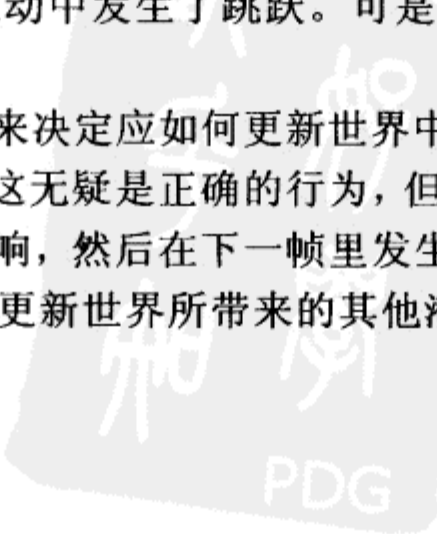 动中发生了跳跃。可是
来决定应如何更新世界中
这无疑是正确的行为，但
响，然后在下一帧里发生
更新世界所带来的其他
PDG